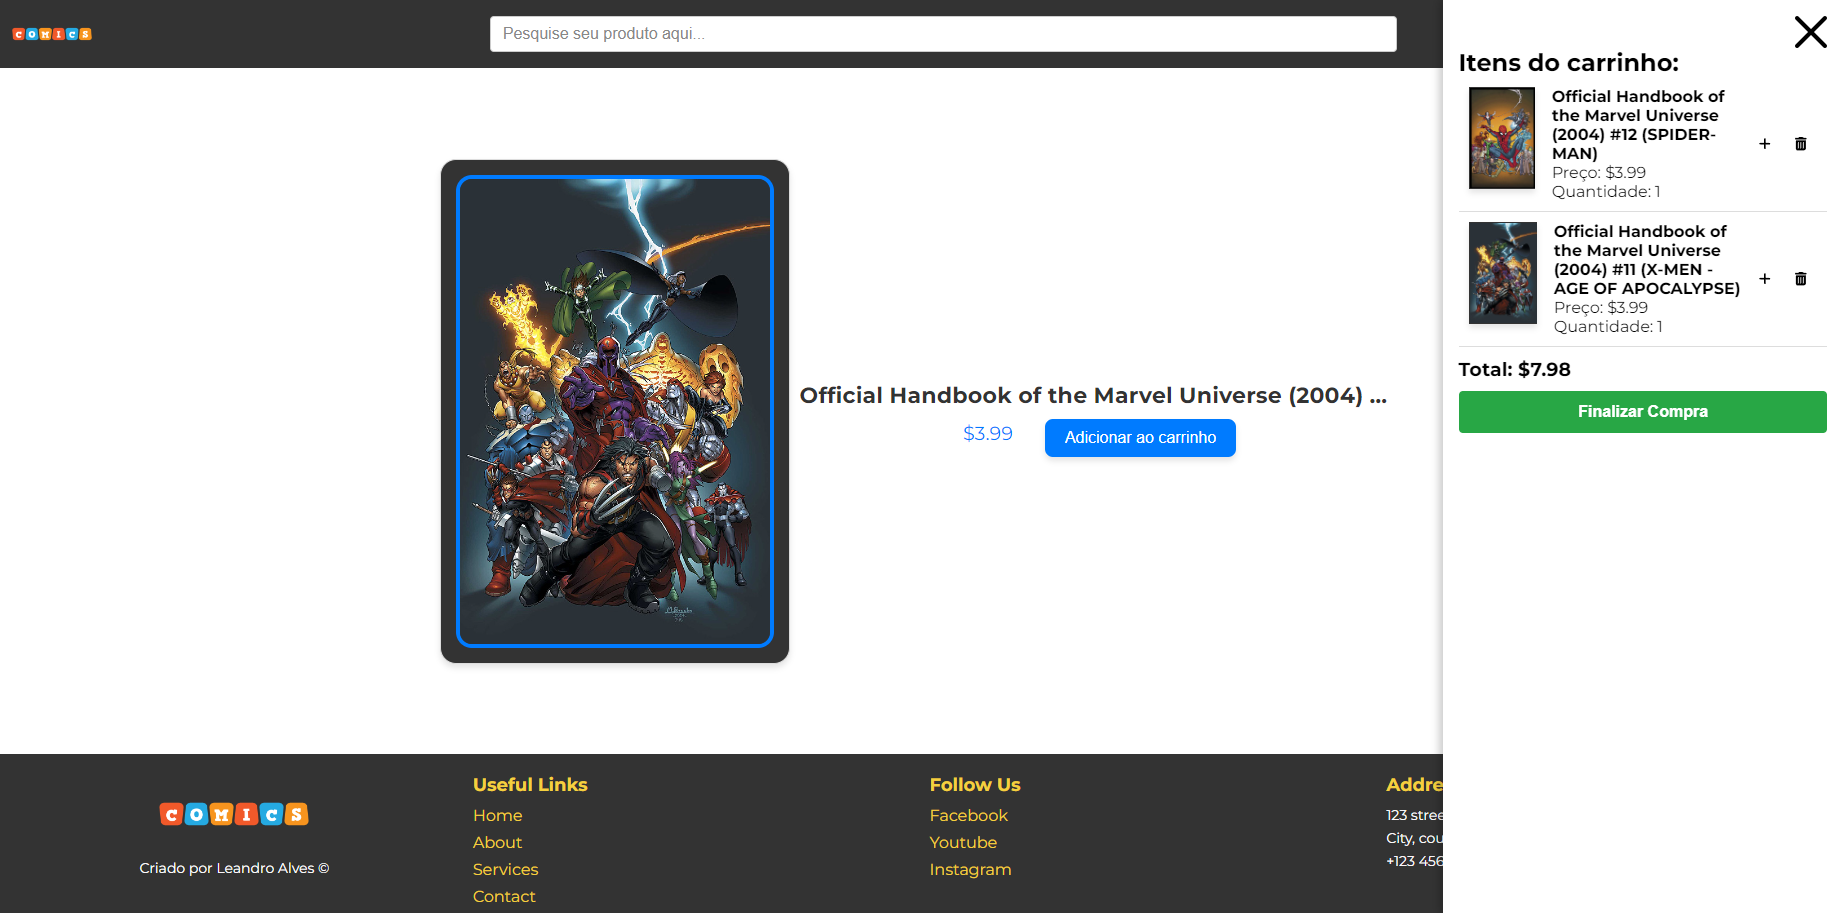 COMICS
Pesquise seu produto aqui...
Official Handbook of the Marvel Universe (2004) ...
$3.99
Adicionar ao carrinho
Itens do carrinho:
Official Handbook of
the Marvel Universe
(2004) #12 (SPIDER-
MAN)
Preço: $3.99
Quantidade: 1
Official Handbook of
the Marvel Universe
(2004) #11 (X-MEN -
AGE OF APOCALYPSE)
Preço: $3.99
Quantidade: 1
Total: $7.98
Finalizar Compra
COMICS
Criado por Leandro Alves ©
Useful Links
Home
About
Services
Contact
Follow Us
Facebook
Youtube
Instagram
Addre
123 stree
City, cou
+123 456